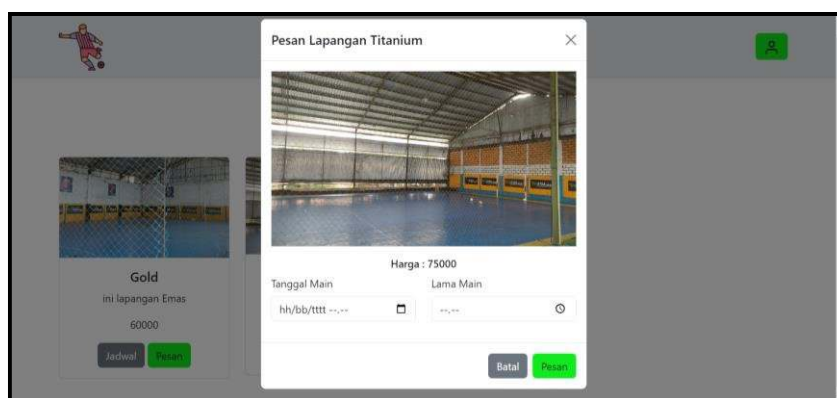 Pesan Lapangan Titanium
Harga : 75000
Tanggal Main
Lama Main
hh/bb/tttt --.--
--.--
Batal
Pesan
Gold
ini lapangan Emas
60000
Jadwal
Pesan